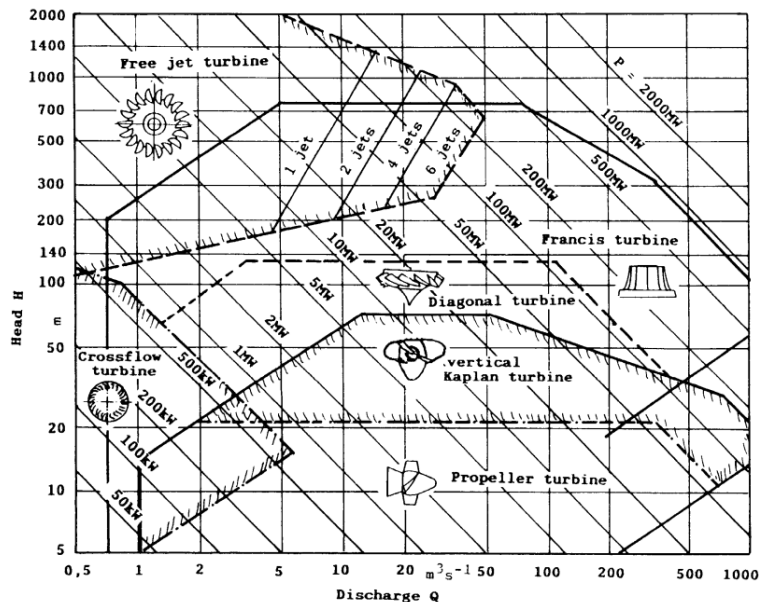 2000
1400
1000
700
500
300
200
140
100
50
20
10
5
Head H
m
Free jet turbine
1 jet
2 jets
4 jets
6 jets
P = 2000MW
1000MW
500MW
200MW
100MW
50MW
20MW
10MW
5MW
2MW
1MW
500kW
200kW
100kW
50kW
Francis turbine
Diagonal turbine
Crossflow
turbine
vertical
Kaplan turbine
Propeller turbine
0,5 1 2 5 10 20 m³s⁻¹ 50 100 200 500 1000
Discharge Q